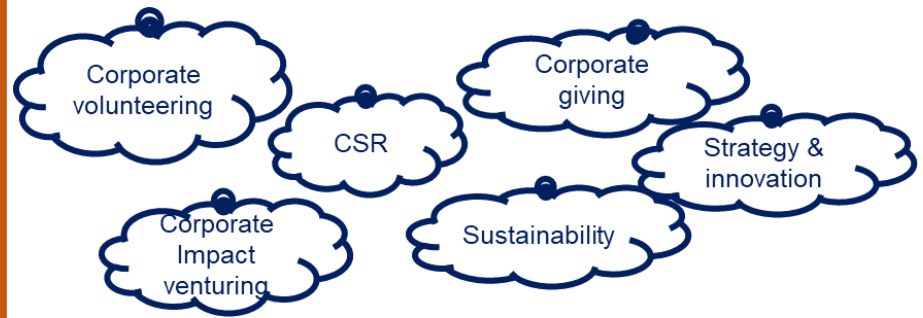 Corporate
volunteering
Corporate
giving
CSR
Strategy &
innovation
Corporate
Impact
venturing
Sustainability